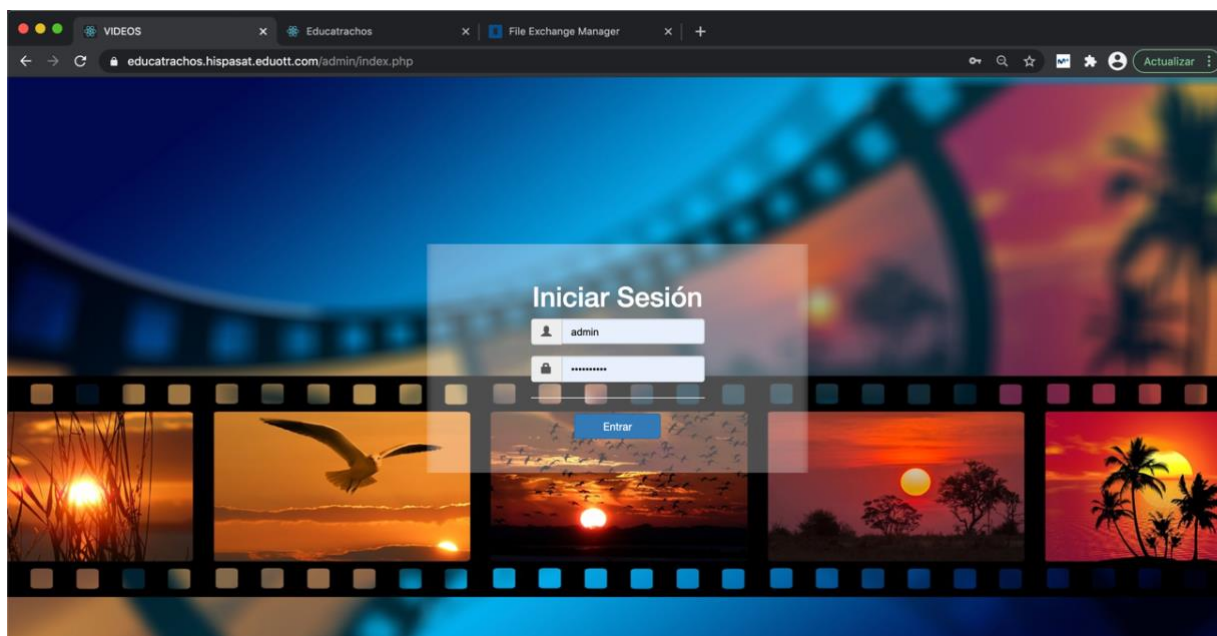 VIDEOS
Educatrachos
File Exchange Manager
educatrachos.hispasat.eduott.com/admin/index.php
Actualizar
Iniciar Sesión
admin
••••••••••
Entrar